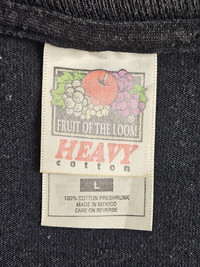 FRUIT OF THE LOOM
HEAVY
cotton
L
100% COTTON PRESHRUNK
MADE IN MEXICO
CARE ON REVERSE